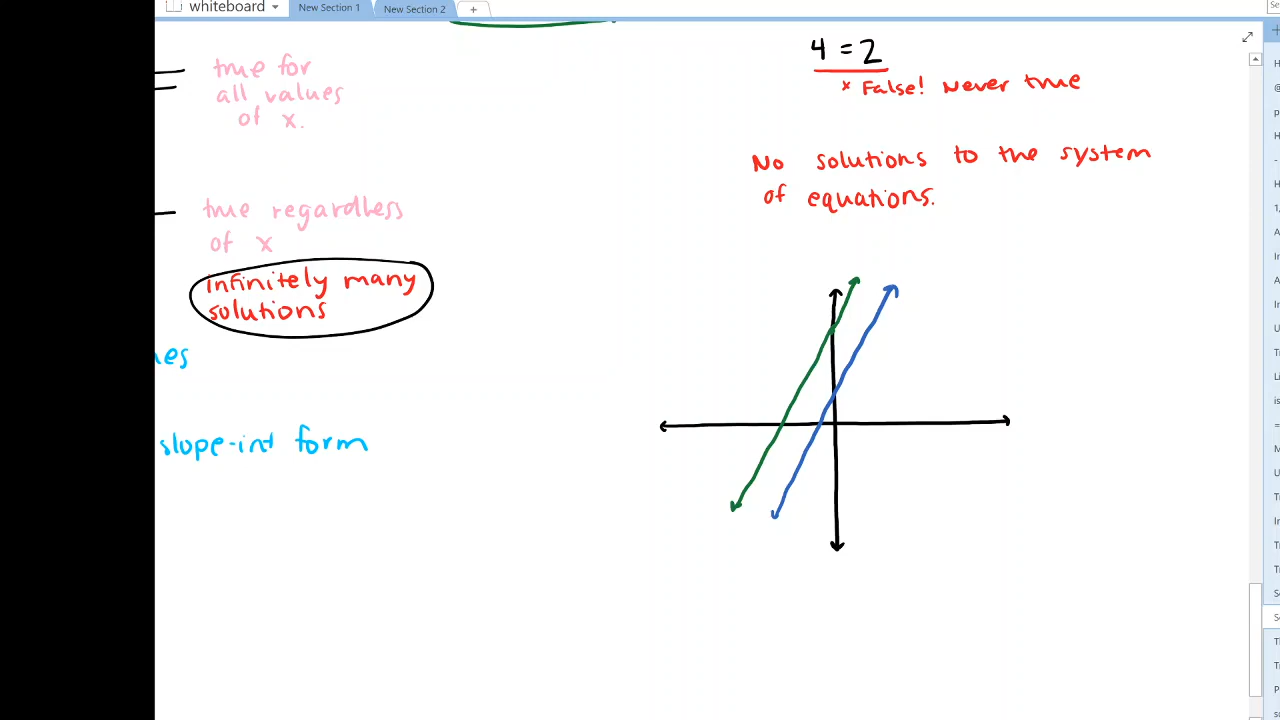 whiteboard
New Section 1
New Section 2
true for
all values
of x.
true regardless
of x
infinitely many
solutions
slope-int form
4 = 2
x False! Never true
No solutions to the system
of equations.